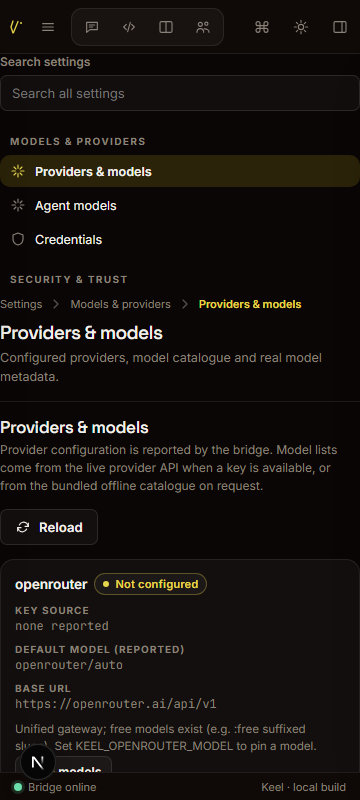 Search settings
Search all settings
MODELS & PROVIDERS
Providers & models
Agent models
Credentials
SECURITY & TRUST
Settings > Models & providers > Providers & models
Providers & models
Configured providers, model catalogue and real model
metadata.
Providers & models
Provider configuration is reported by the bridge. Model lists
come from the live provider API when a key is available, or
from the bundled offline catalogue on request.
Reload
openrouter Not configured
KEY SOURCE
none reported
DEFAULT MODEL (REPORTED)
openrouter/auto
BASE URL
https://openrouter.ai/api/v1
Unified gateway; free models exist (e.g. :free suffixed
Set KEEL_OPENROUTER_MODEL to pin a model.
models
N
Bridge online
Keel · local build